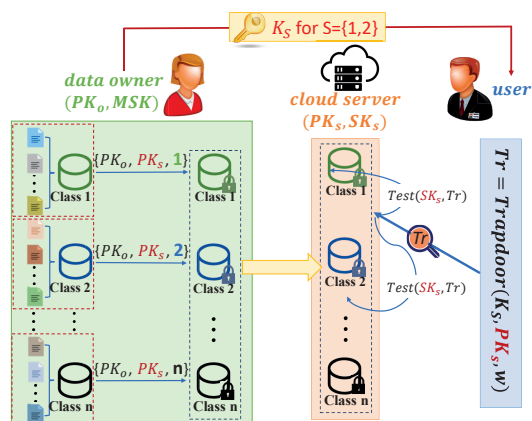 K_S for S={1,2}
data owner
(PK_o, MSK)
cloud server
(PK_s, SK_s)
user
{PK_o, PK_s, 1}
Class 1
Class 1
{PK_o, PK_s, 2}
Class 2
Class 2
{PK_o, PK_s, n}
Class n
Class n
Class 1
Test(SK_s,Tr)
Tr
Class 2
Test(SK_s,Tr)
Class n
Tr = Trapdoor(K_S, PK_s, w)